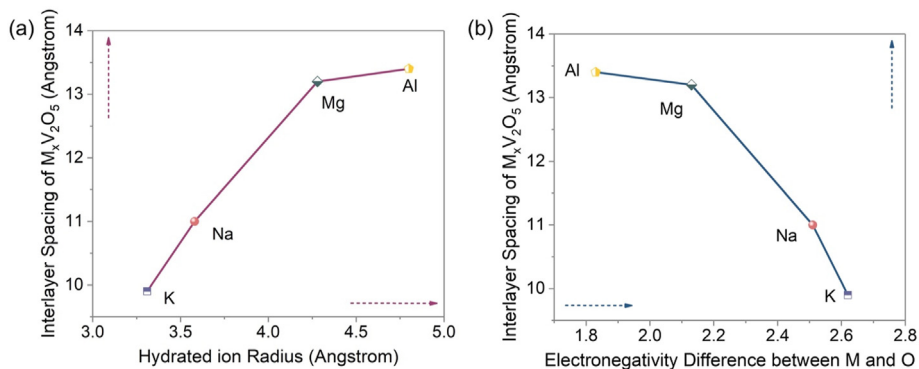 (a)
Interlayer Spacing of MₓV₂O₅ (Angstrom)
14
13
12
11
10
K
Na
Mg
Al
3.0 3.5 4.0 4.5 5.0
Hydrated ion Radius (Angstrom)
(b)
Interlayer Spacing of MₓV₂O₅ (Angstrom)
14
13
12
11
10
Al
Mg
Na
K
2.0 2.2 2.4 2.6 2.8
Electronegativity Difference between M and O